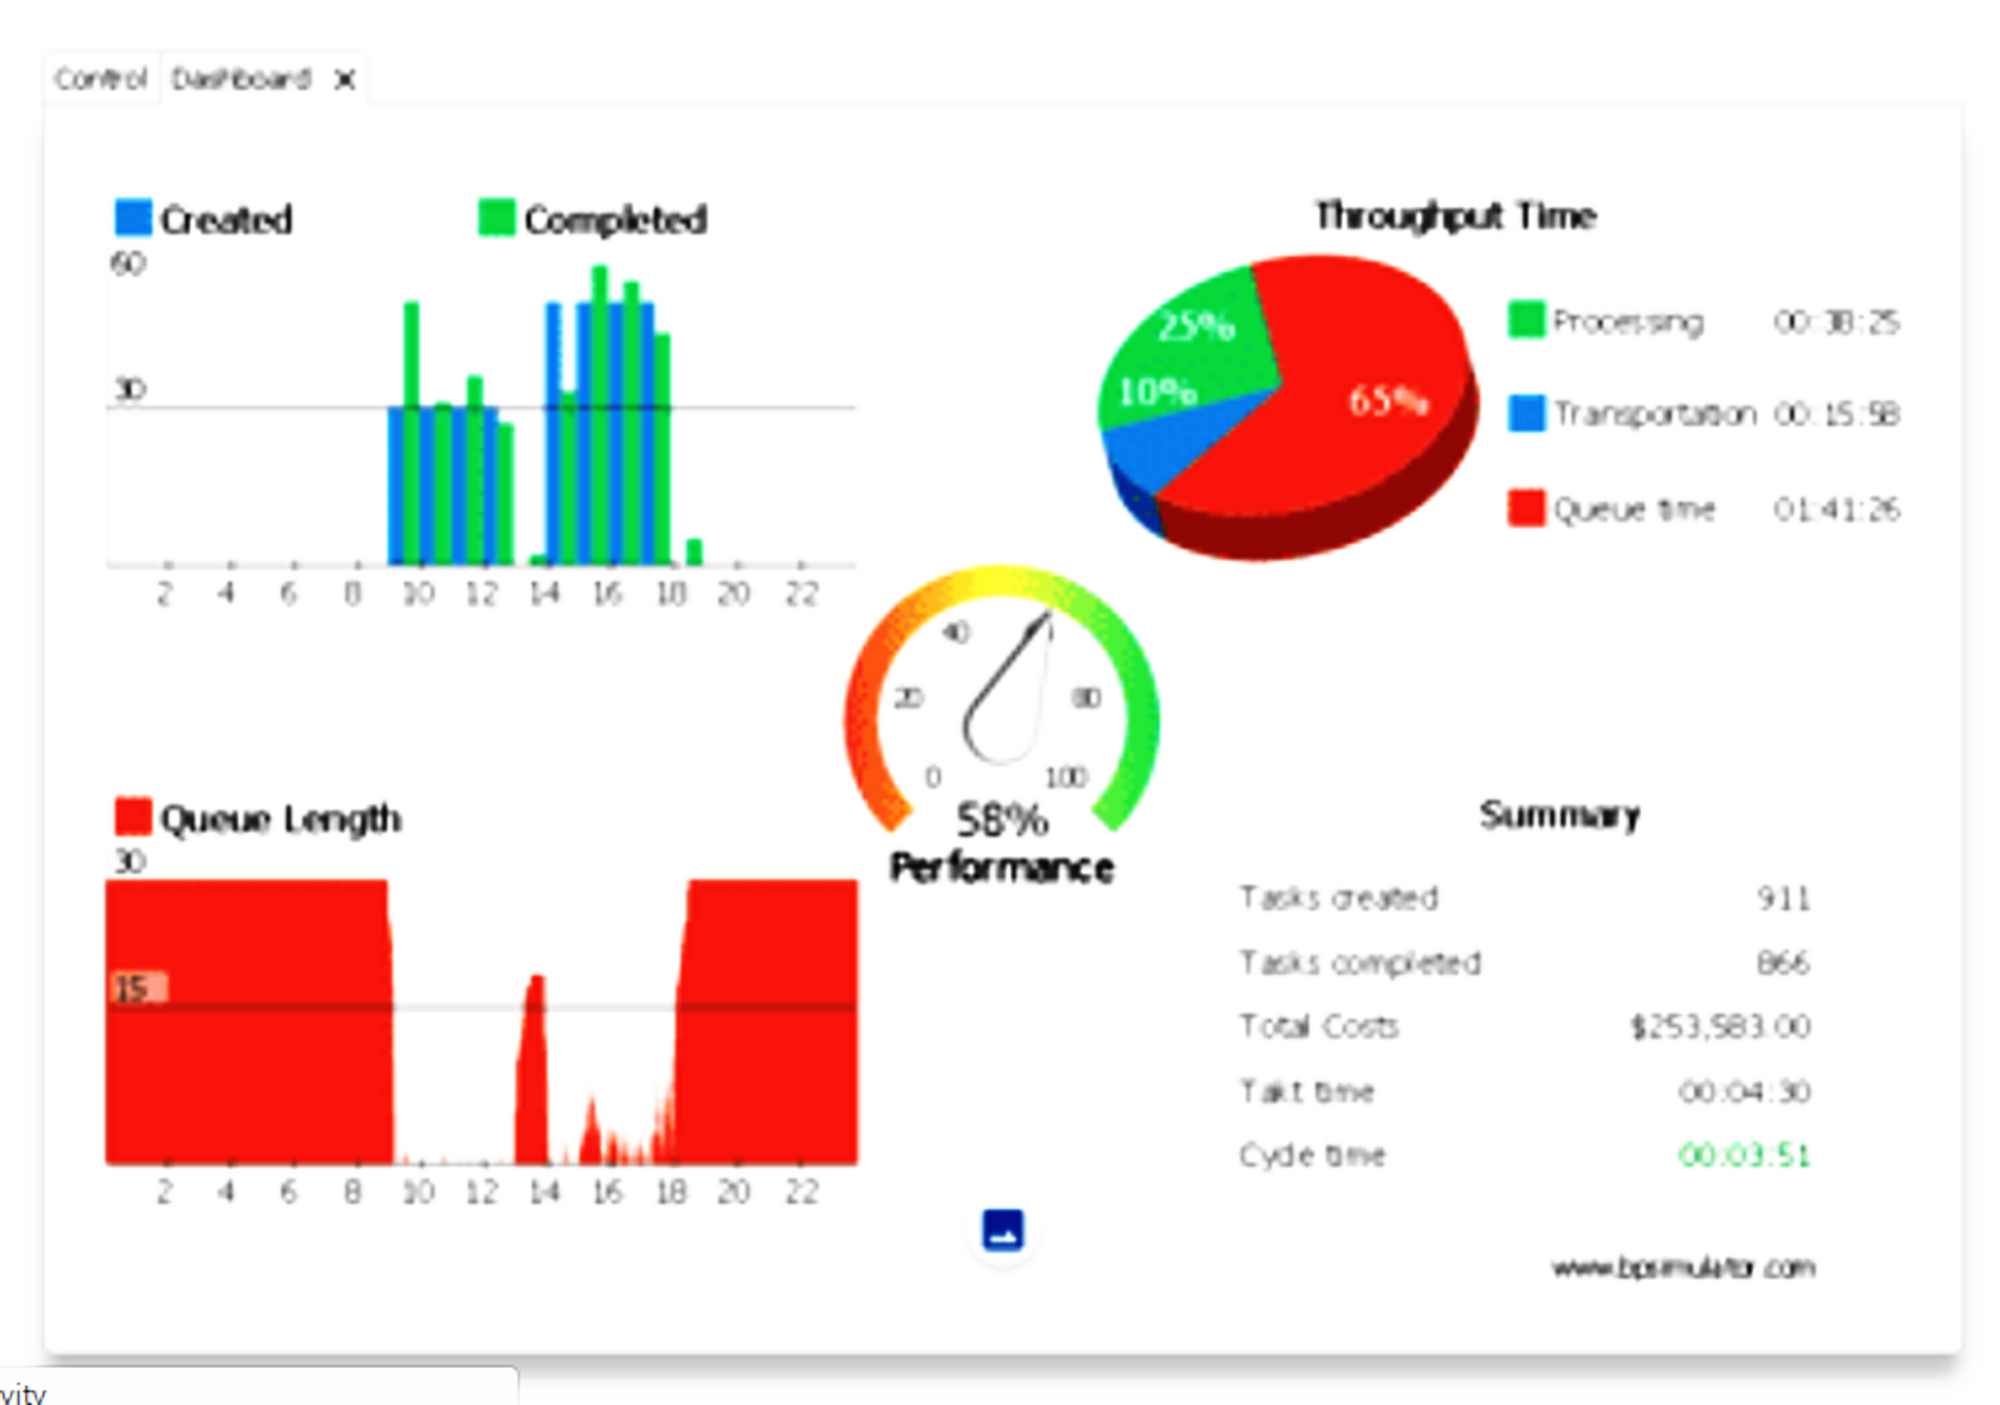 Control Dashboard X
Created Completed
60
30
2 4 6 8 10 12 14 16 18 20 22
Throughput Time
25%
10%
65%
Processing 00:38:25
Transportation 00:15:58
Queue time 01:41:26
0 20 40 80 100
58%
Performance
Queue Length
30
15
2 4 6 8 10 12 14 16 18 20 22
Summary
Tasks created 911
Tasks completed 866
Total Costs $253,583.00
Takt time 00:04:30
Cycle time 00:03:51
www.bpsimulator.com
vity